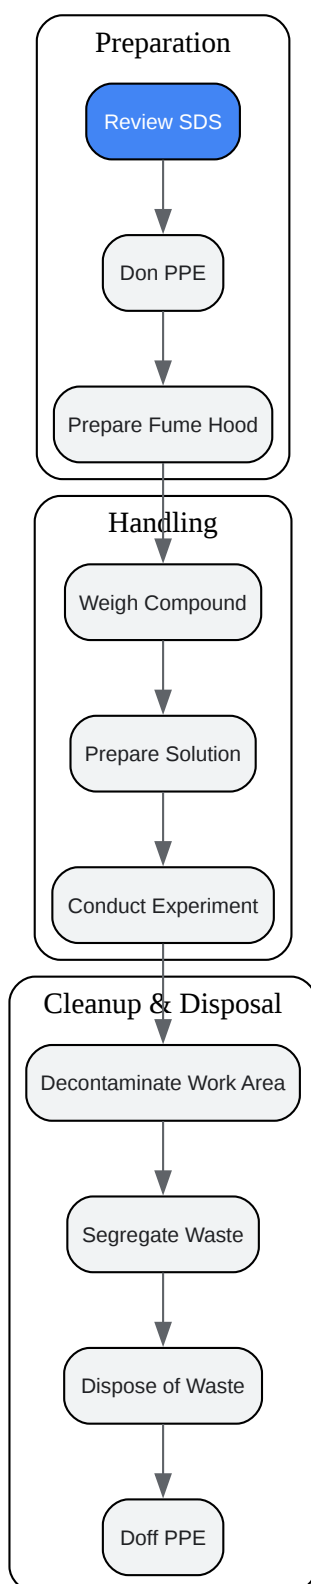 Preparation
Review SDS
Don PPE
Prepare Fume Hood
Handling
Weigh Compound
Prepare Solution
Conduct Experiment
Cleanup & Disposal
Decontaminate Work Area
Segregate Waste
Dispose of Waste
Doff PPE